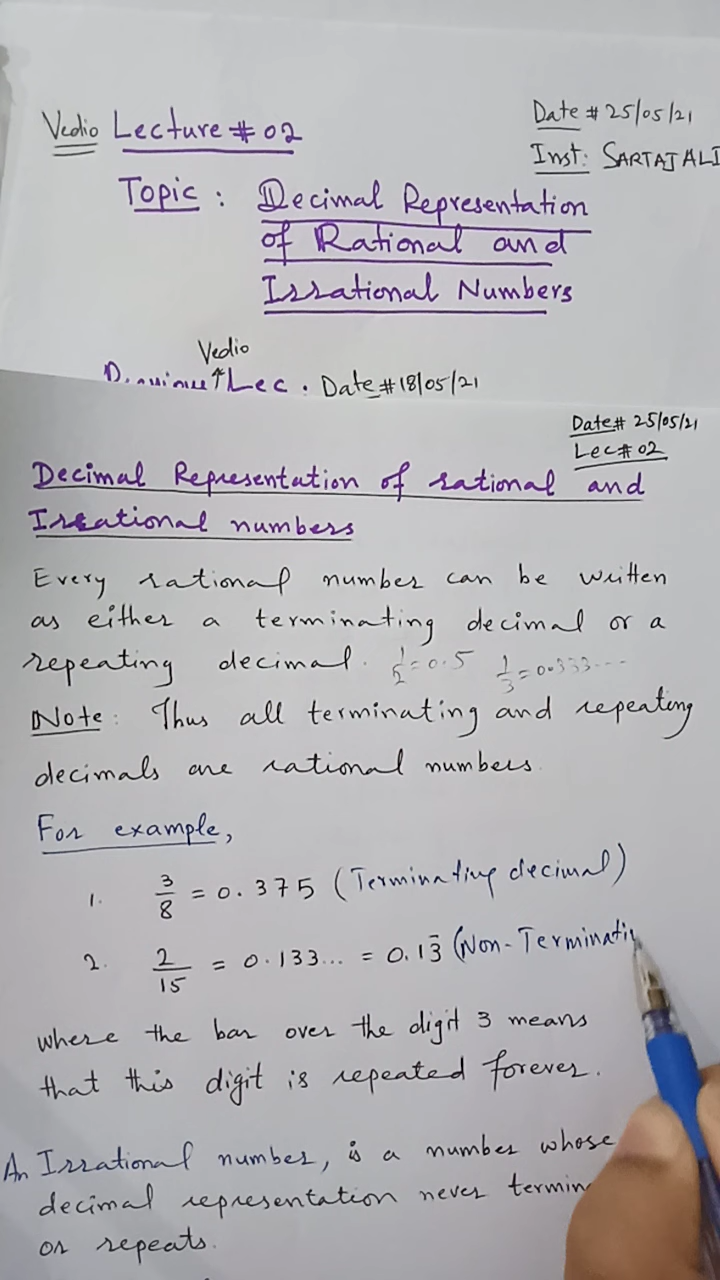 Vedio Lecture # 02
Date # 25/05/21
Inst: SARTAJ ALI
Topic: Decimal Representation
of Rational and
Irrational Numbers
Vedio
Lec. Date # 18/05/21
Date# 25/05/21
Lec# 02
Decimal Representation of rational and
Irrational numbers
Every rational number can be written
as either a terminating decimal or a
repeating decimal. 1/2 = 0.5 1/3 = 0.333...
Note: Thus all terminating and repeating
decimals are rational numbers.
For example,
1. 3/8 = 0.375 (Terminating decimal)
2. 2/15 = 0.133... = 0.13̄ (Non-Terminatin
where the bar over the digit 3 means
that this digit is repeated forever.
An Irrational number, is a number whose
decimal representation never termin
or repeats.